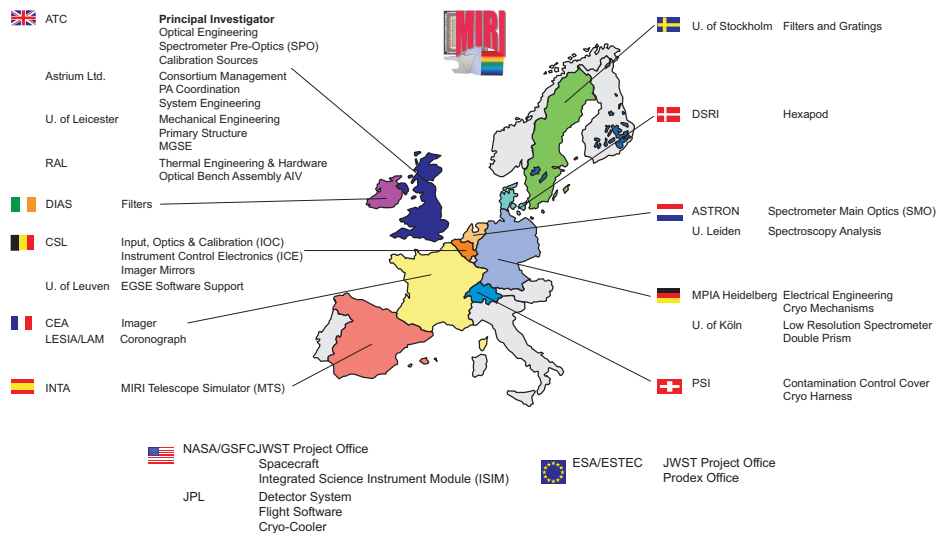 MIRI
ATC Principal Investigator
Optical Engineering
Spectrometer Pre-Optics (SPO)
Calibration Sources
Astrium Ltd. Consortium Management
PA Coordination
System Engineering
U. of Leicester Mechanical Engineering
Primary Structure
MGSE
RAL Thermal Engineering & Hardware
Optical Bench Assembly AIV
DIAS Filters
CSL Input, Optics & Calibration (IOC)
Instrument Control Electronics (ICE)
Imager Mirrors
U. of Leuven EGSE Software Support
CEA Imager
LESIA/LAM Coronograph
INTA MIRI Telescope Simulator (MTS)
U. of Stockholm Filters and Gratings
DSRI Hexapod
ASTRON Spectrometer Main Optics (SMO)
U. Leiden Spectroscopy Analysis
MPIA Heidelberg Electrical Engineering
Cryo Mechanisms
U. of Köln Low Resolution Spectrometer
Double Prism
PSI Contamination Control Cover
Cryo Harness
NASA/GSFC JWST Project Office
Spacecraft
Integrated Science Instrument Module (ISIM)
JPL Detector System
Flight Software
Cryo-Cooler
ESA/ESTEC JWST Project Office
Prodex Office